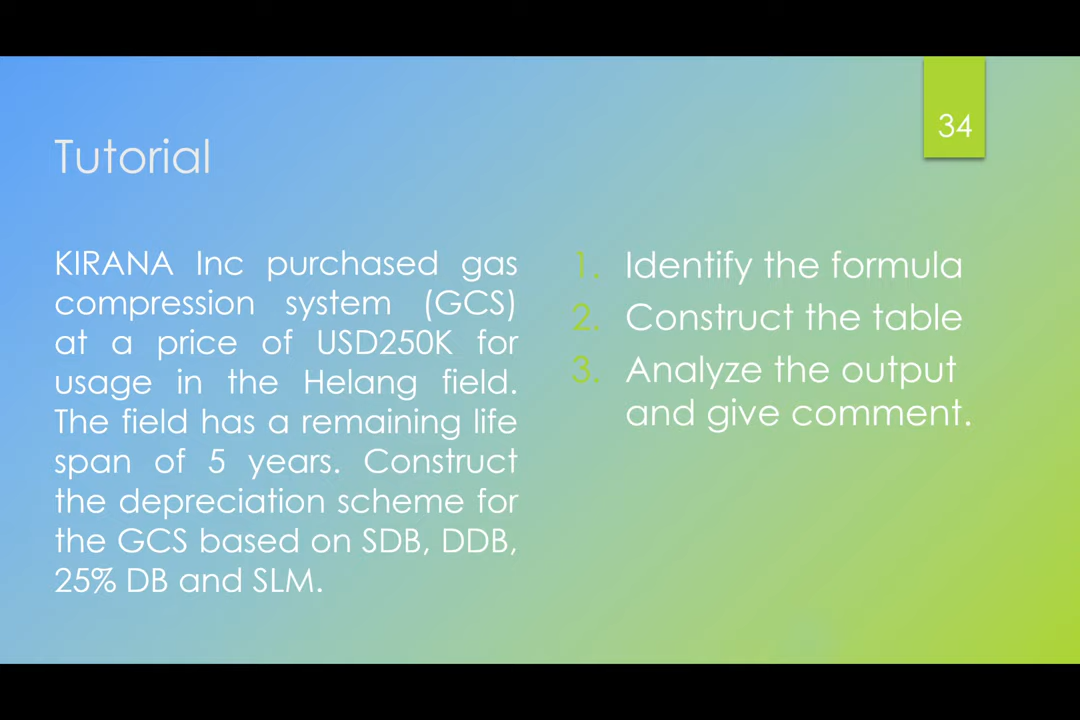 34
Tutorial
KIRANA Inc purchased gas
compression system (GCS)
at a price of USD250K for
usage in the Helang field.
The field has a remaining life
span of 5 years. Construct
the depreciation scheme for
the GCS based on SDB, DDB,
25% DB and SLM.
1. Identify the formula
2. Construct the table
3. Analyze the output
and give comment.